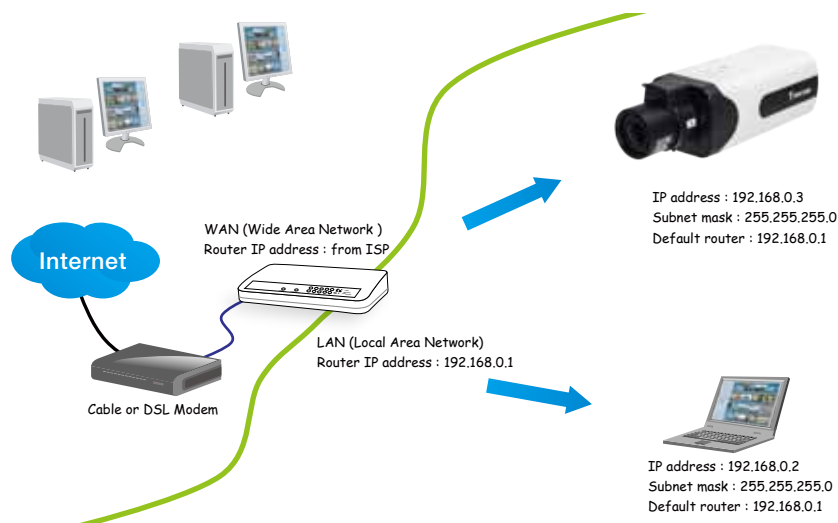 IP address : 192.168.0.3
Subnet mask : 255.255.255.0
Default router : 192.168.0.1
WAN (Wide Area Network )
Router IP address : from ISP
Internet
LAN (Local Area Network)
Router IP address : 192.168.0.1
Cable or DSL Modem
IP address : 192.168.0.2
Subnet mask : 255.255.255.0
Default router : 192.168.0.1